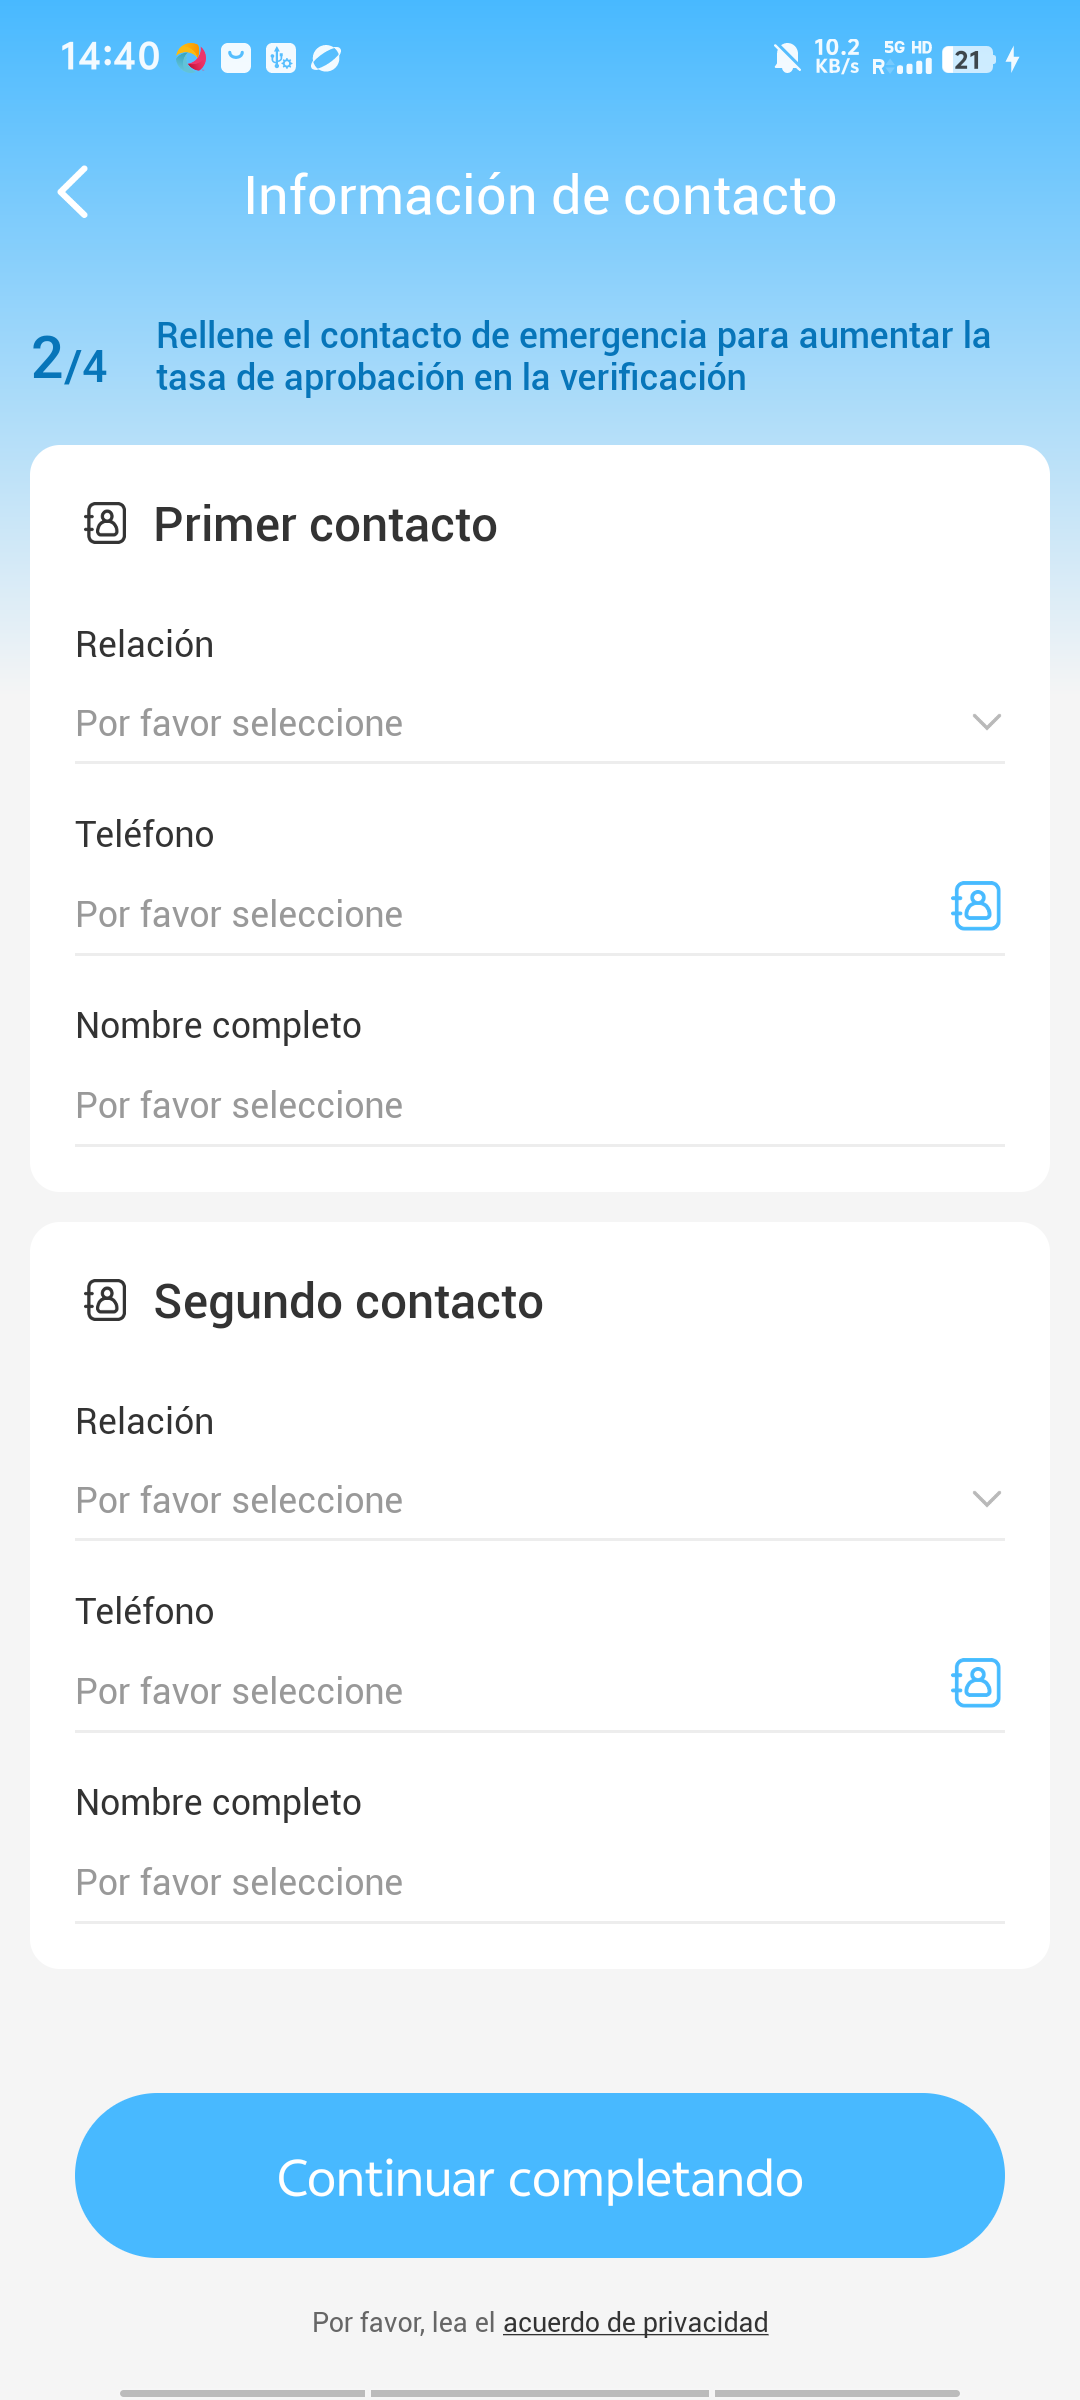 14:40
10.2 KB/s R 5G HD 21
Información de contacto
2/4
Rellene el contacto de emergencia para aumentar la
tasa de aprobación en la verificación
Primer contacto
Relación
Por favor seleccione
Teléfono
Por favor seleccione
Nombre completo
Por favor seleccione
Segundo contacto
Relación
Por favor seleccione
Teléfono
Por favor seleccione
Nombre completo
Por favor seleccione
Continuar completando
Por favor, lea el acuerdo de privacidad